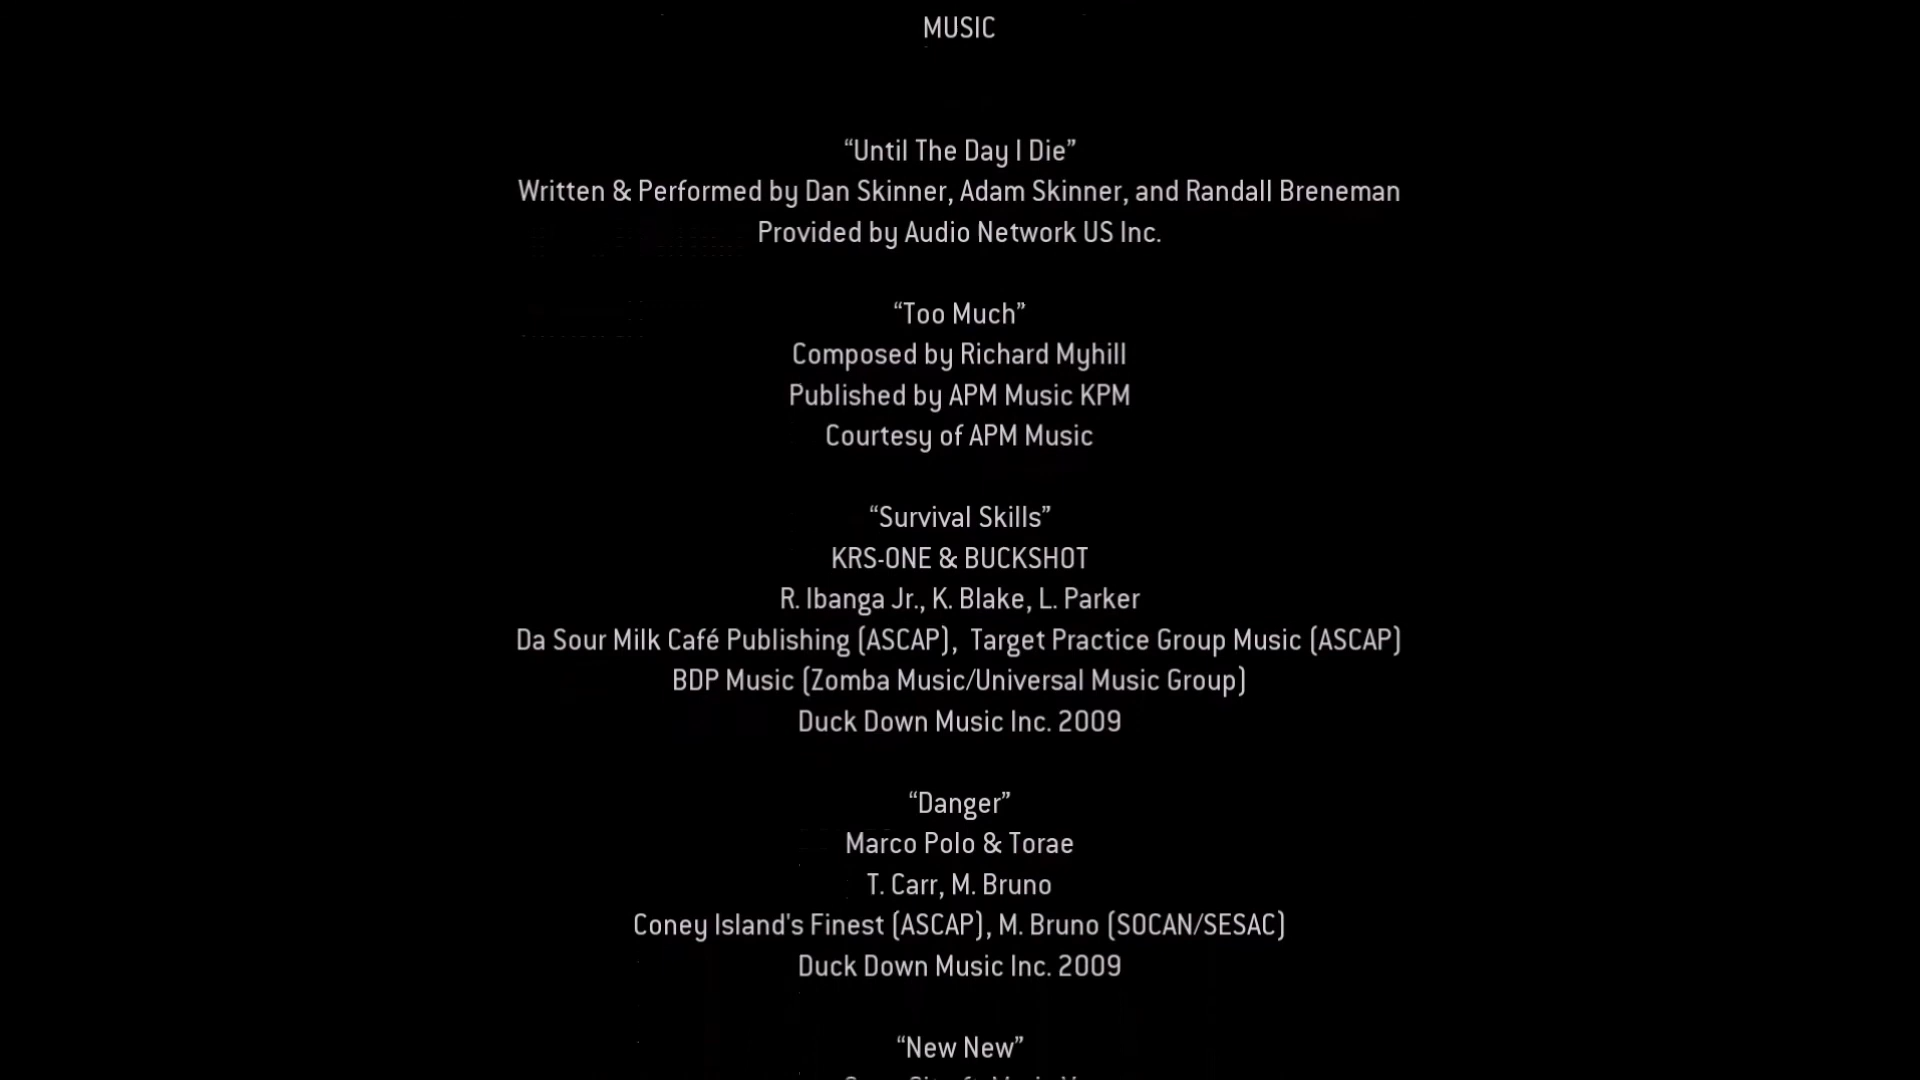 MUSIC
“Until The Day I Die”
Written & Performed by Dan Skinner, Adam Skinner, and Randall Breneman
Provided by Audio Network US Inc.
“Too Much”
Composed by Richard Myhill
Published by APM Music KPM
Courtesy of APM Music
“Survival Skills”
KRS-ONE & BUCKSHOT
R. Ibanga Jr., K. Blake, L. Parker
Da Sour Milk Café Publishing (ASCAP),  Target Practice Group Music (ASCAP)
BDP Music (Zomba Music/Universal Music Group)
Duck Down Music Inc. 2009
“Danger”
Marco Polo & Torae
T. Carr, M. Bruno
Coney Island's Finest (ASCAP), M. Bruno (SOCAN/SESAC)
Duck Down Music Inc. 2009
“New New”